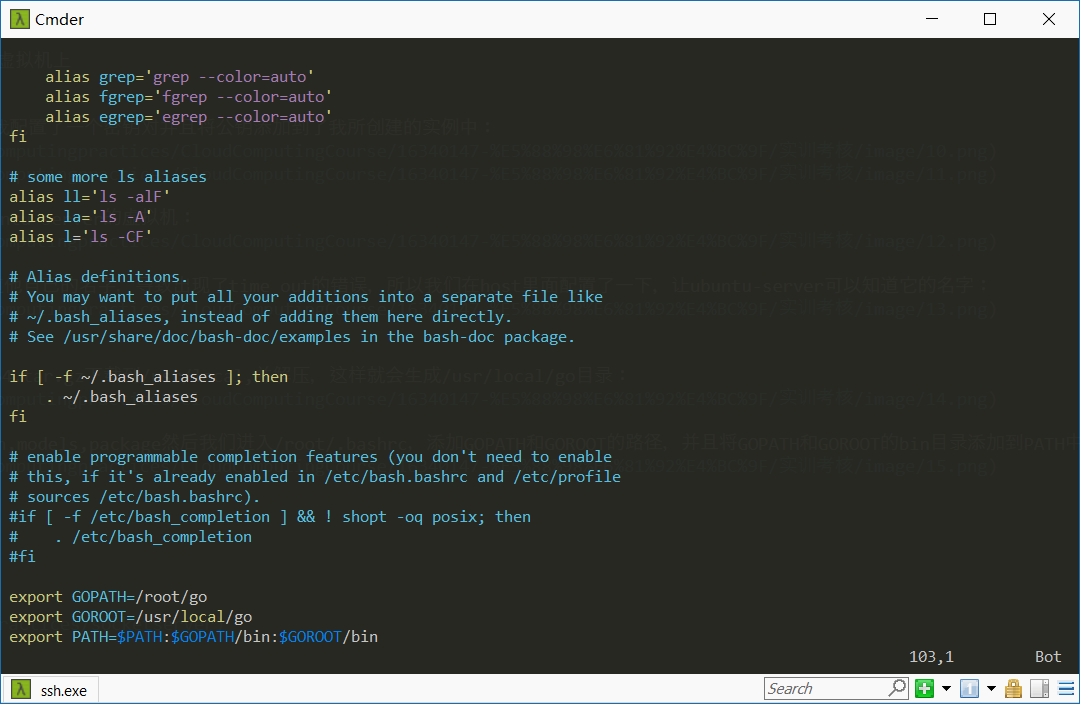 Cmder
alias grep='grep --color=auto'
alias fgrep='fgrep --color=auto'
alias egrep='egrep --color=auto'
fi
# some more ls aliases
alias ll='ls -alF'
alias la='ls -A'
alias l='ls -CF'
# Alias definitions.
# You may want to put all your additions into a separate file like
# ~/.bash_aliases, instead of adding them here directly.
# See /usr/share/doc/bash-doc/examples in the bash-doc package.
if [ -f ~/.bash_aliases ]; then
. ~/.bash_aliases
fi
# enable programmable completion features (you don't need to enable
# this, if it's already enabled in /etc/bash.bashrc and /etc/profile
# sources /etc/bash.bashrc).
#if [ -f /etc/bash_completion ] && ! shopt -oq posix; then
#    . /etc/bash_completion
#fi
export GOPATH=/root/go
export GOROOT=/usr/local/go
export PATH=$PATH:$GOPATH/bin:$GOROOT/bin
103,1 Bot
ssh.exe Search